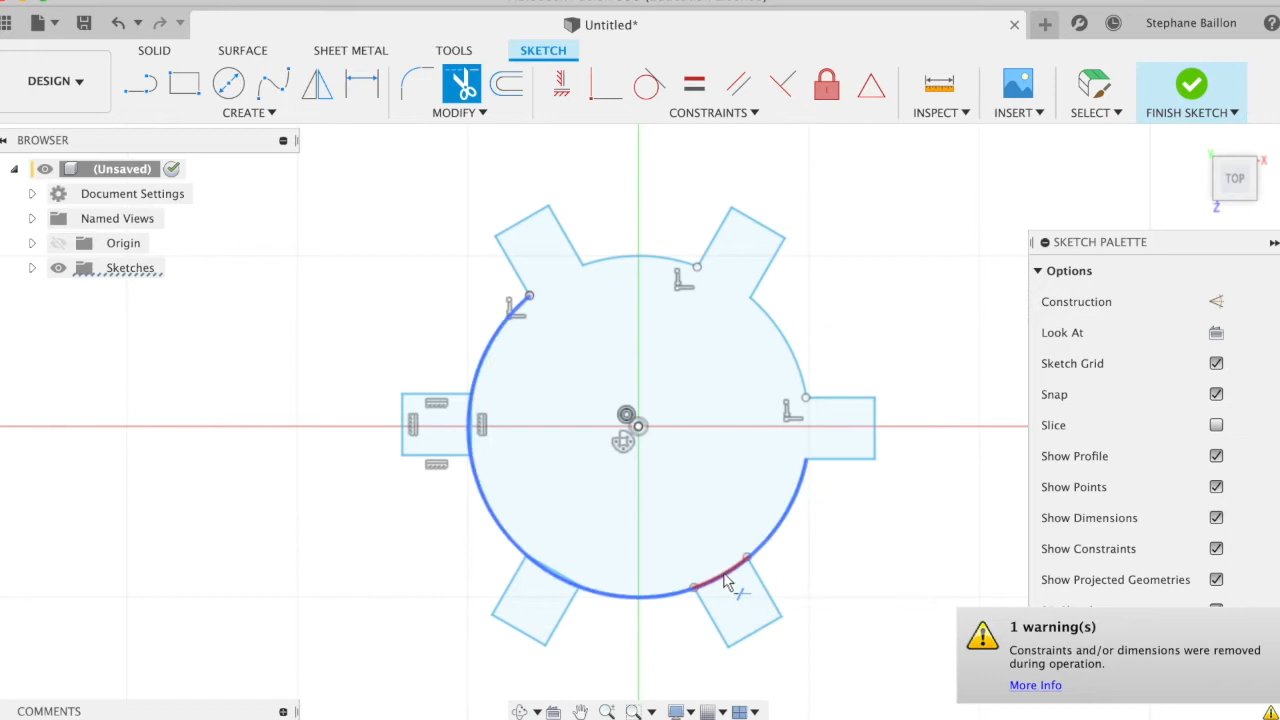 Untitled*
Stephane Baillon
SOLID
SURFACE
SHEET METAL
TOOLS
SKETCH
DESIGN
CREATE
MODIFY
CONSTRAINTS
INSPECT
INSERT
SELECT
FINISH SKETCH
BROWSER
(Unsaved)
Document Settings
Named Views
Origin
Sketches
Y
X
TOP
Z
SKETCH PALETTE
Options
Construction
Look At
Sketch Grid
Snap
Slice
Show Profile
Show Points
Show Dimensions
Show Constraints
Show Projected Geometries
1 warning(s)
Constraints and/or dimensions were removed
during operation.
More Info
COMMENTS